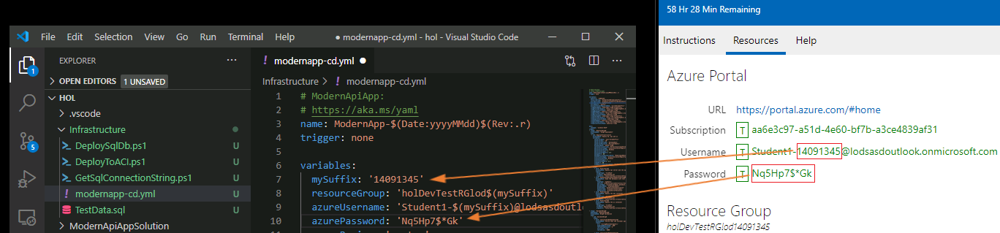 File Edit Selection View Go Run Terminal Help
● modernapp-cd.yml - hol - Visual Studio Code
EXPLORER
OPEN EDITORS 1 UNSAVED
HOL
.vscode
Infrastructure
DeploySqlDb.ps1 U
DeployToACI.ps1 U
GetSqlConnectionString.ps1 U
modernapp-cd.yml U
TestData.sql U
ModernApiAppSolution
1
5
! modernapp-cd.yml ●
Infrastructure > ! modernapp-cd.yml
1 # ModernApiApp:
2 # https://aka.ms/yaml
3 name: ModernApp-$(Date:yyyyMMdd)$(Rev:.r)
4 trigger: none
5
6 variables:
7 mySuffix: '14091345'
8 resourceGroup: 'holDevTestRGlod$(mySuffix)'
9 azureUsername: 'Student1-$(mySuffix)@lodsasdoutlo
10 azurePassword: 'Nq5Hp7$*Gk'
58 Hr 28 Min Remaining
Instructions Resources Help
Azure Portal
URL https://portal.azure.com/#home
Subscription T aa6e3c97-a51d-4e60-bf7b-a3ce4839af31
Username T Student1-14091345@lodsasdoutlook.onmicrosoft.com
Password T Nq5Hp7$*Gk
Resource Group
holDevTestRGlod14091345